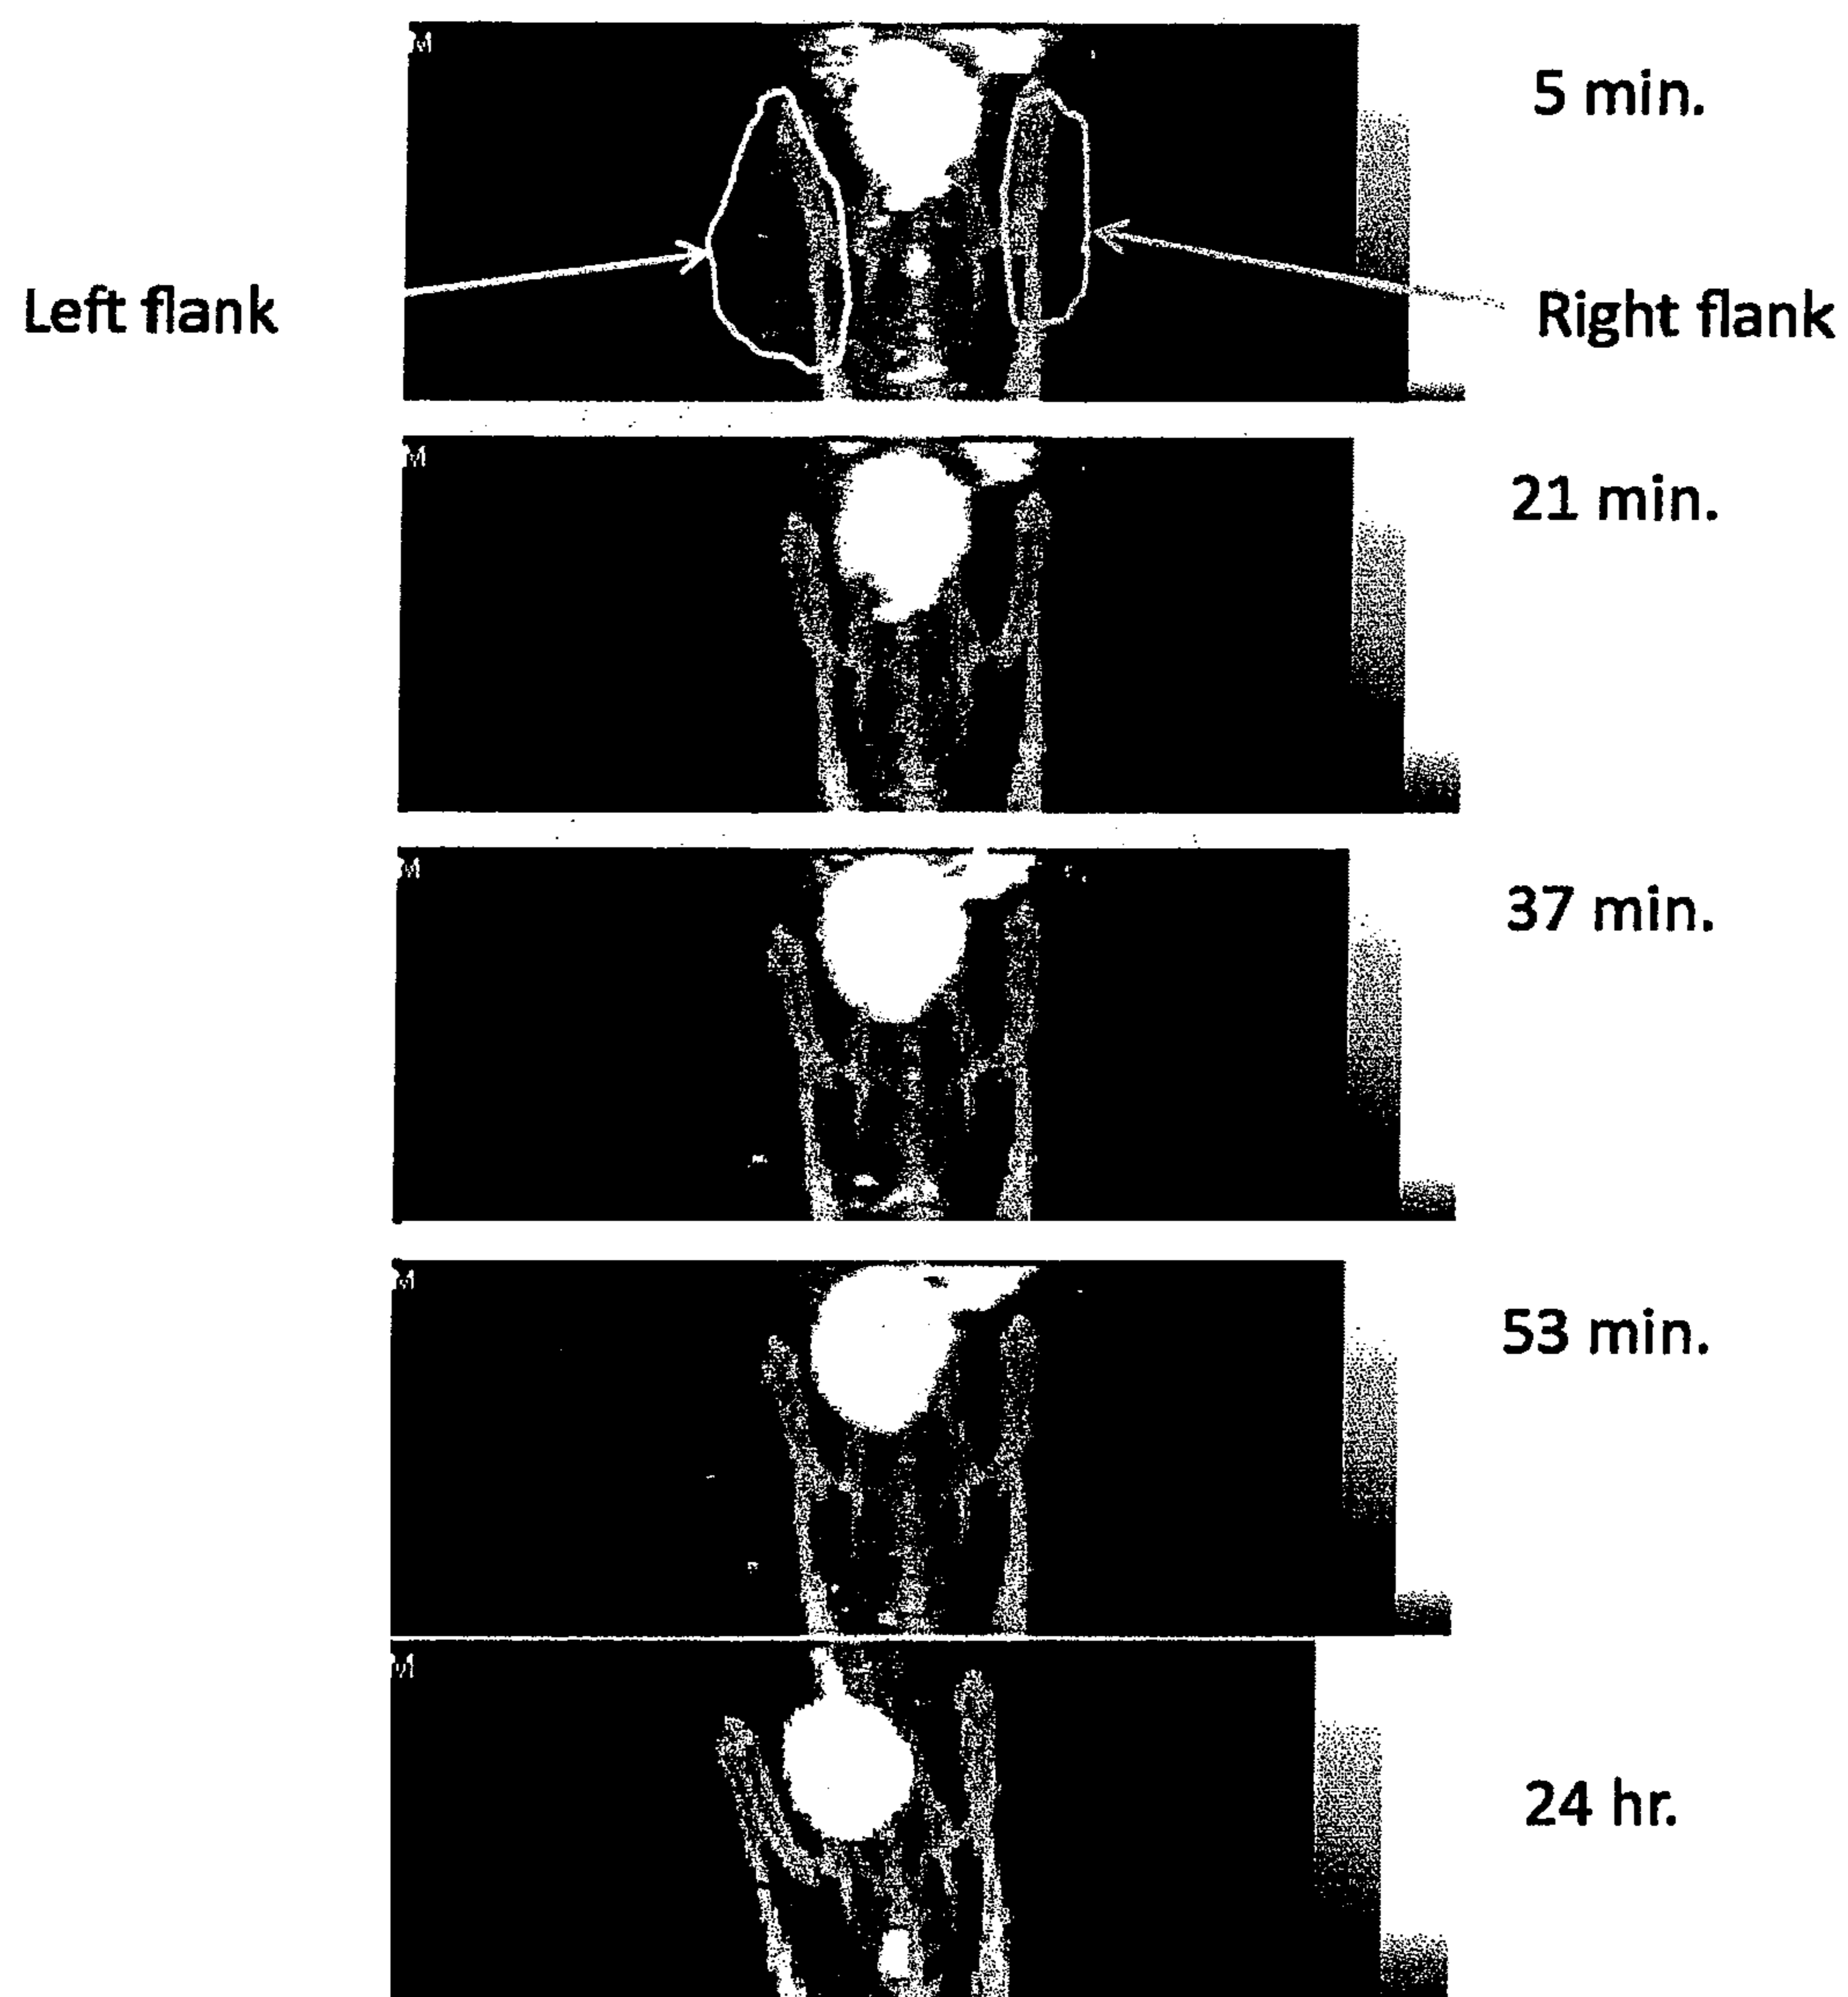 M
5 min.
Left flank
Right flank
M
21 min.
M
37 min.
M
53 min.
M
24 hr.